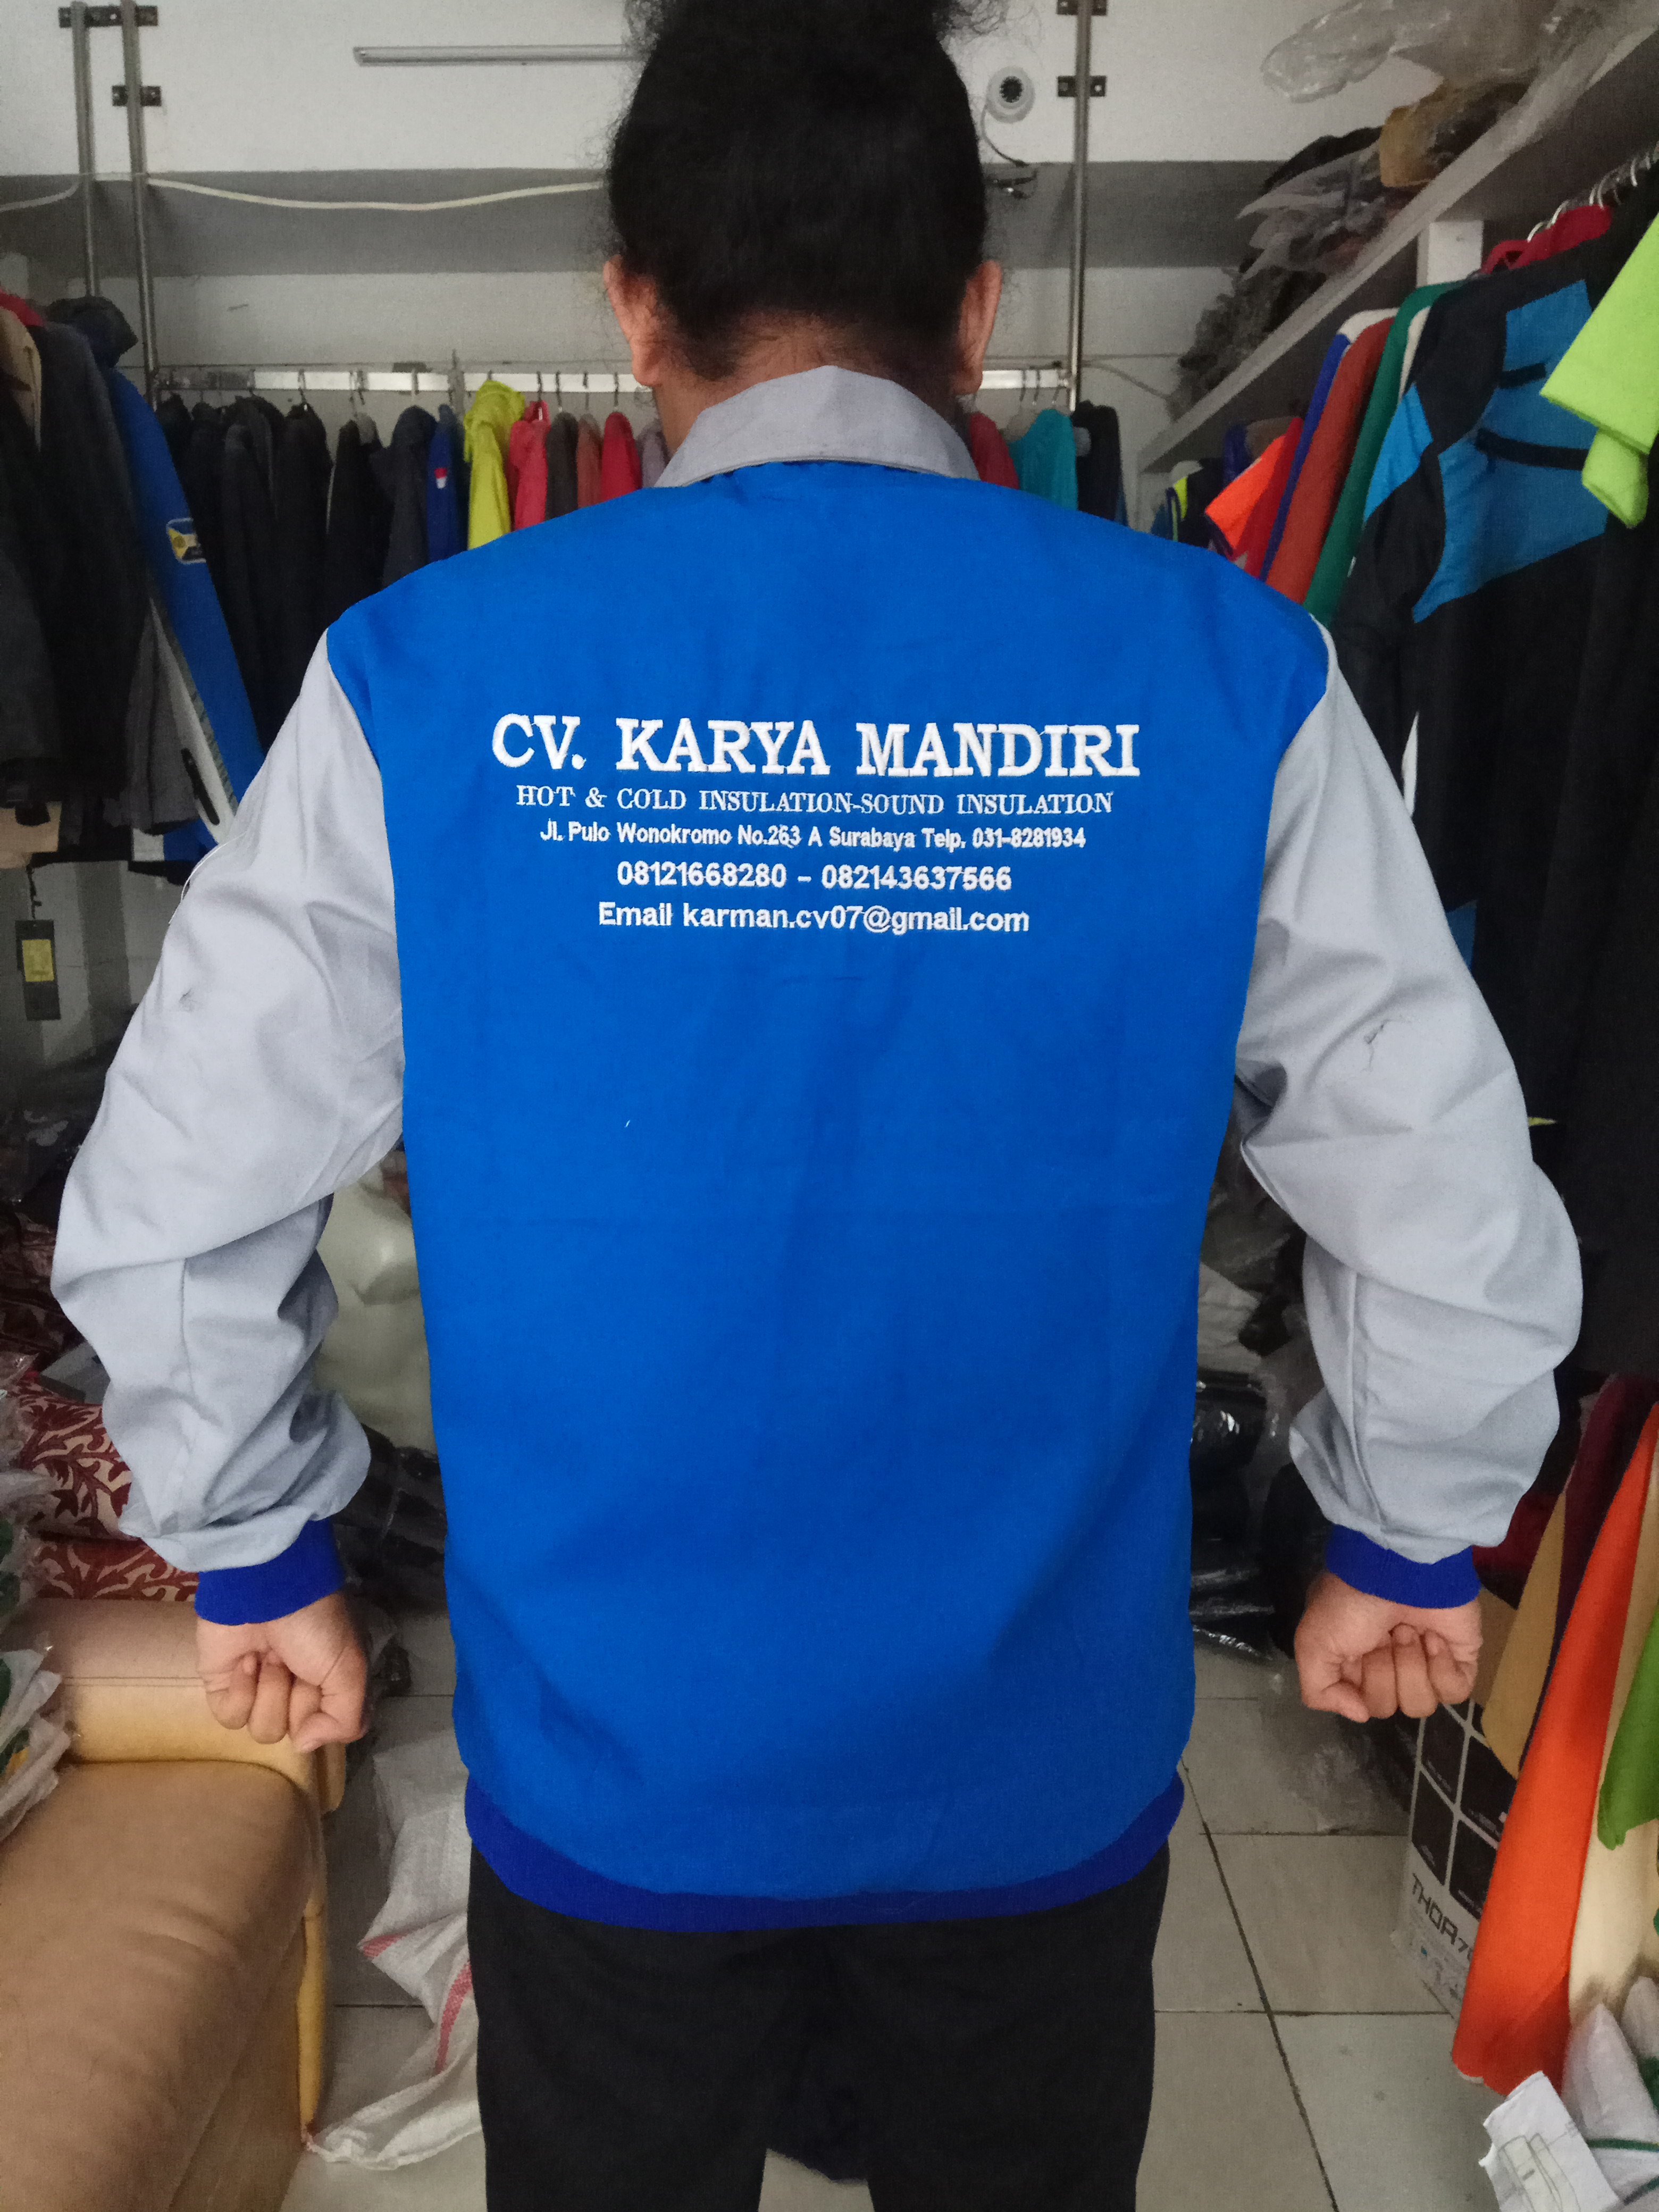 CV. KARYA MANDIRI
HOT & COLD INSULATION-SOUND INSULATION
Jl. Pulo Wonokromo No.263 A Surabaya Telp. 031-8281934
08121668280 - 082143637566
Email karman.cv07@gmail.com
THOR